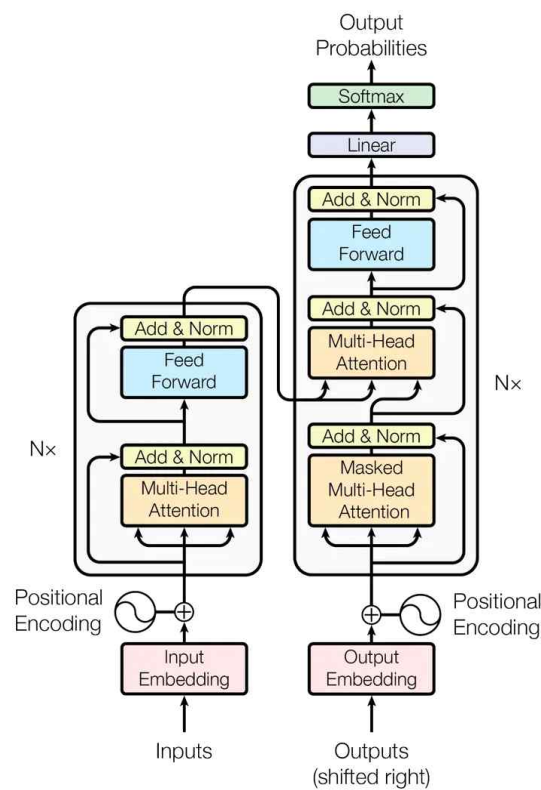 Output
Probabilities
Softmax
Linear
Add & Norm
Feed
Forward
Add & Norm
Multi-Head
Attention
Add & Norm
Masked
Multi-Head
Attention
N×
Add & Norm
Feed
Forward
Add & Norm
Multi-Head
Attention
N×
Positional
Encoding
Positional
Encoding
Input
Embedding
Output
Embedding
Inputs
Outputs
(shifted right)